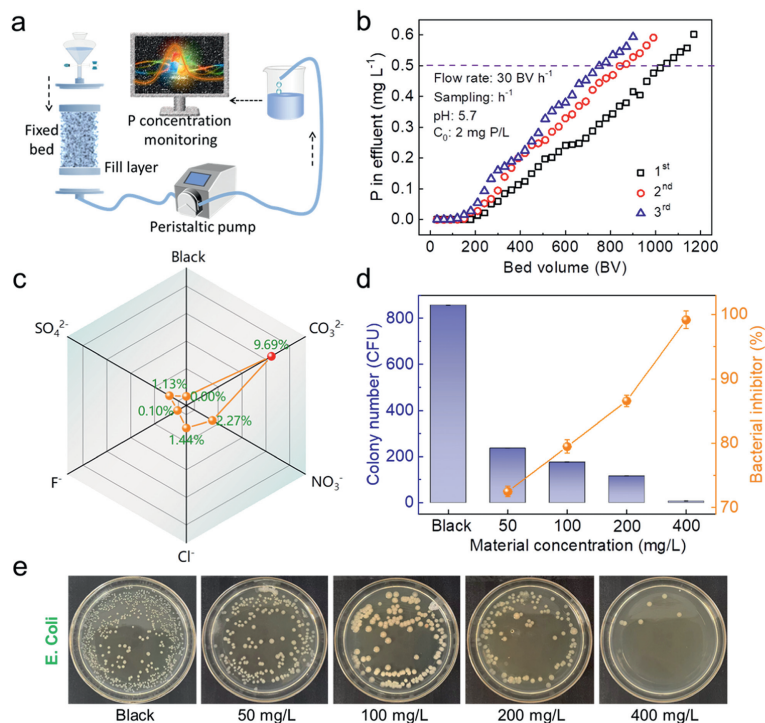 a
P concentration
monitoring
Fixed
bed
Fill layer
Peristaltic pump
b
P in effluent (mg L⁻¹)
0.6
0.5
0.4
0.3
0.2
0.1
0.0
Flow rate: 30 BV h⁻¹
Sampling: h⁻¹
pH: 5.7
C₀: 2 mg P/L
1ˢᵗ
2ⁿᵈ
3ʳᵈ
0 200 400 600 800 1000 1200
Bed volume (BV)
c
Black
SO₄²⁻
CO₃²⁻
9.69%
1.13%
0.00%
0.10%
2.27%
1.44%
F⁻
NO₃⁻
Cl⁻
d
Colony number (CFU)
800
600
400
200
0
100
90
80
70
Bacterial inhibitor (%)
Black 50 100 200 400
Material concentration (mg/L)
e
E. Coli
Black 50 mg/L 100 mg/L 200 mg/L 400 mg/L